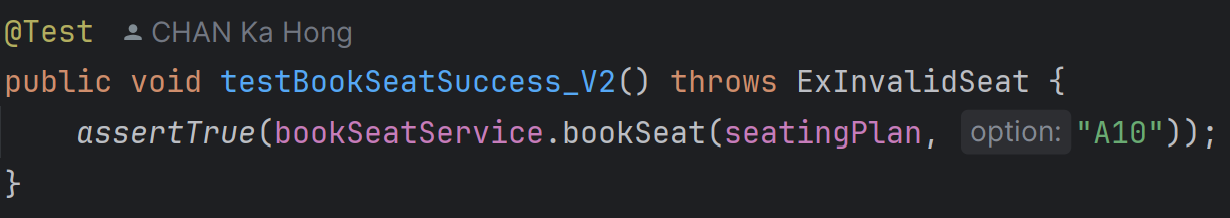 @Test CHAN Ka Hong
public void testBookSeatSuccess_V2() throws ExInvalidSeat {
    assertTrue(bookSeatService.bookSeat(seatingPlan, option: "A10"));
}